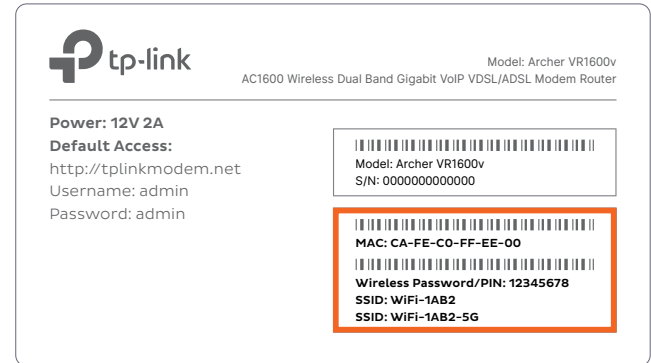 tp-link
Model: Archer VR1600v
AC1600 Wireless Dual Band Gigabit VoIP VDSL/ADSL Modem Router
Power: 12V 2A
Default Access:
http://tplinkmodem.net
Username: admin
Password: admin
Model: Archer VR1600v
S/N: 0000000000000
MAC: CA-FE-C0-FF-EE-00
Wireless Password/PIN: 12345678
SSID: WiFi-1AB2
SSID: WiFi-1AB2-5G